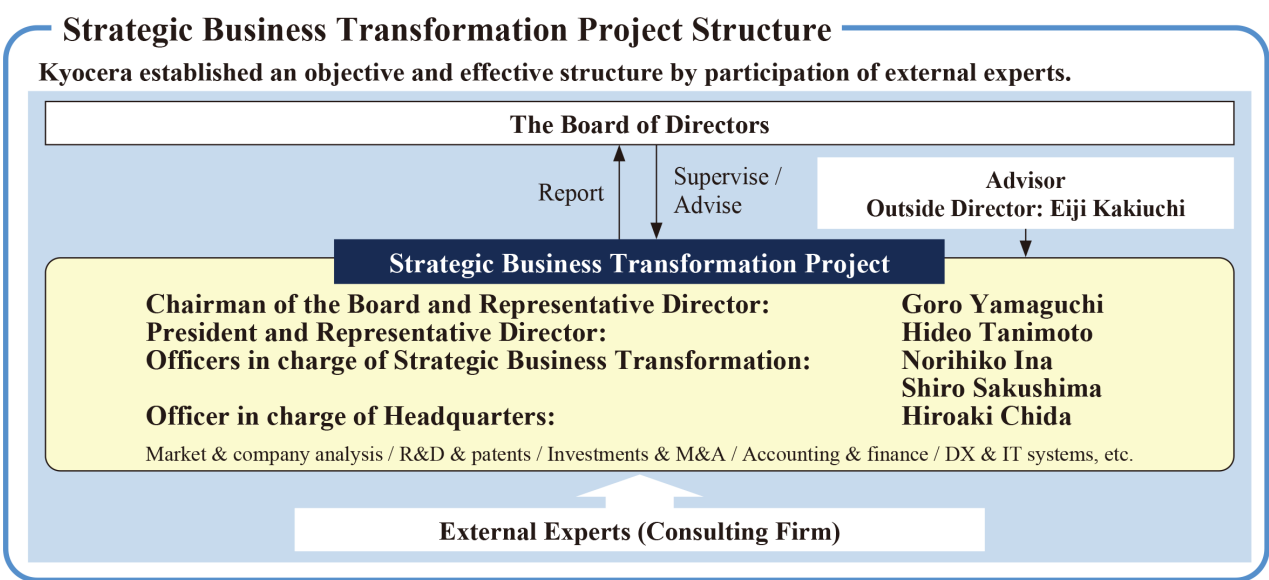 Strategic Business Transformation Project Structure
Kyocera established an objective and effective structure by participation of external experts.
The Board of Directors
Report
Supervise /
Advise
Advisor
Outside Director: Eiji Kakiuchi
Strategic Business Transformation Project
Chairman of the Board and Representative Director: Goro Yamaguchi
President and Representative Director: Hideo Tanimoto
Officers in charge of Strategic Business Transformation: Norihiko Ina
Shiro Sakushima
Officer in charge of Headquarters: Hiroaki Chida
Market & company analysis / R&D & patents / Investments & M&A / Accounting & finance / DX & IT systems, etc.
External Experts (Consulting Firm)